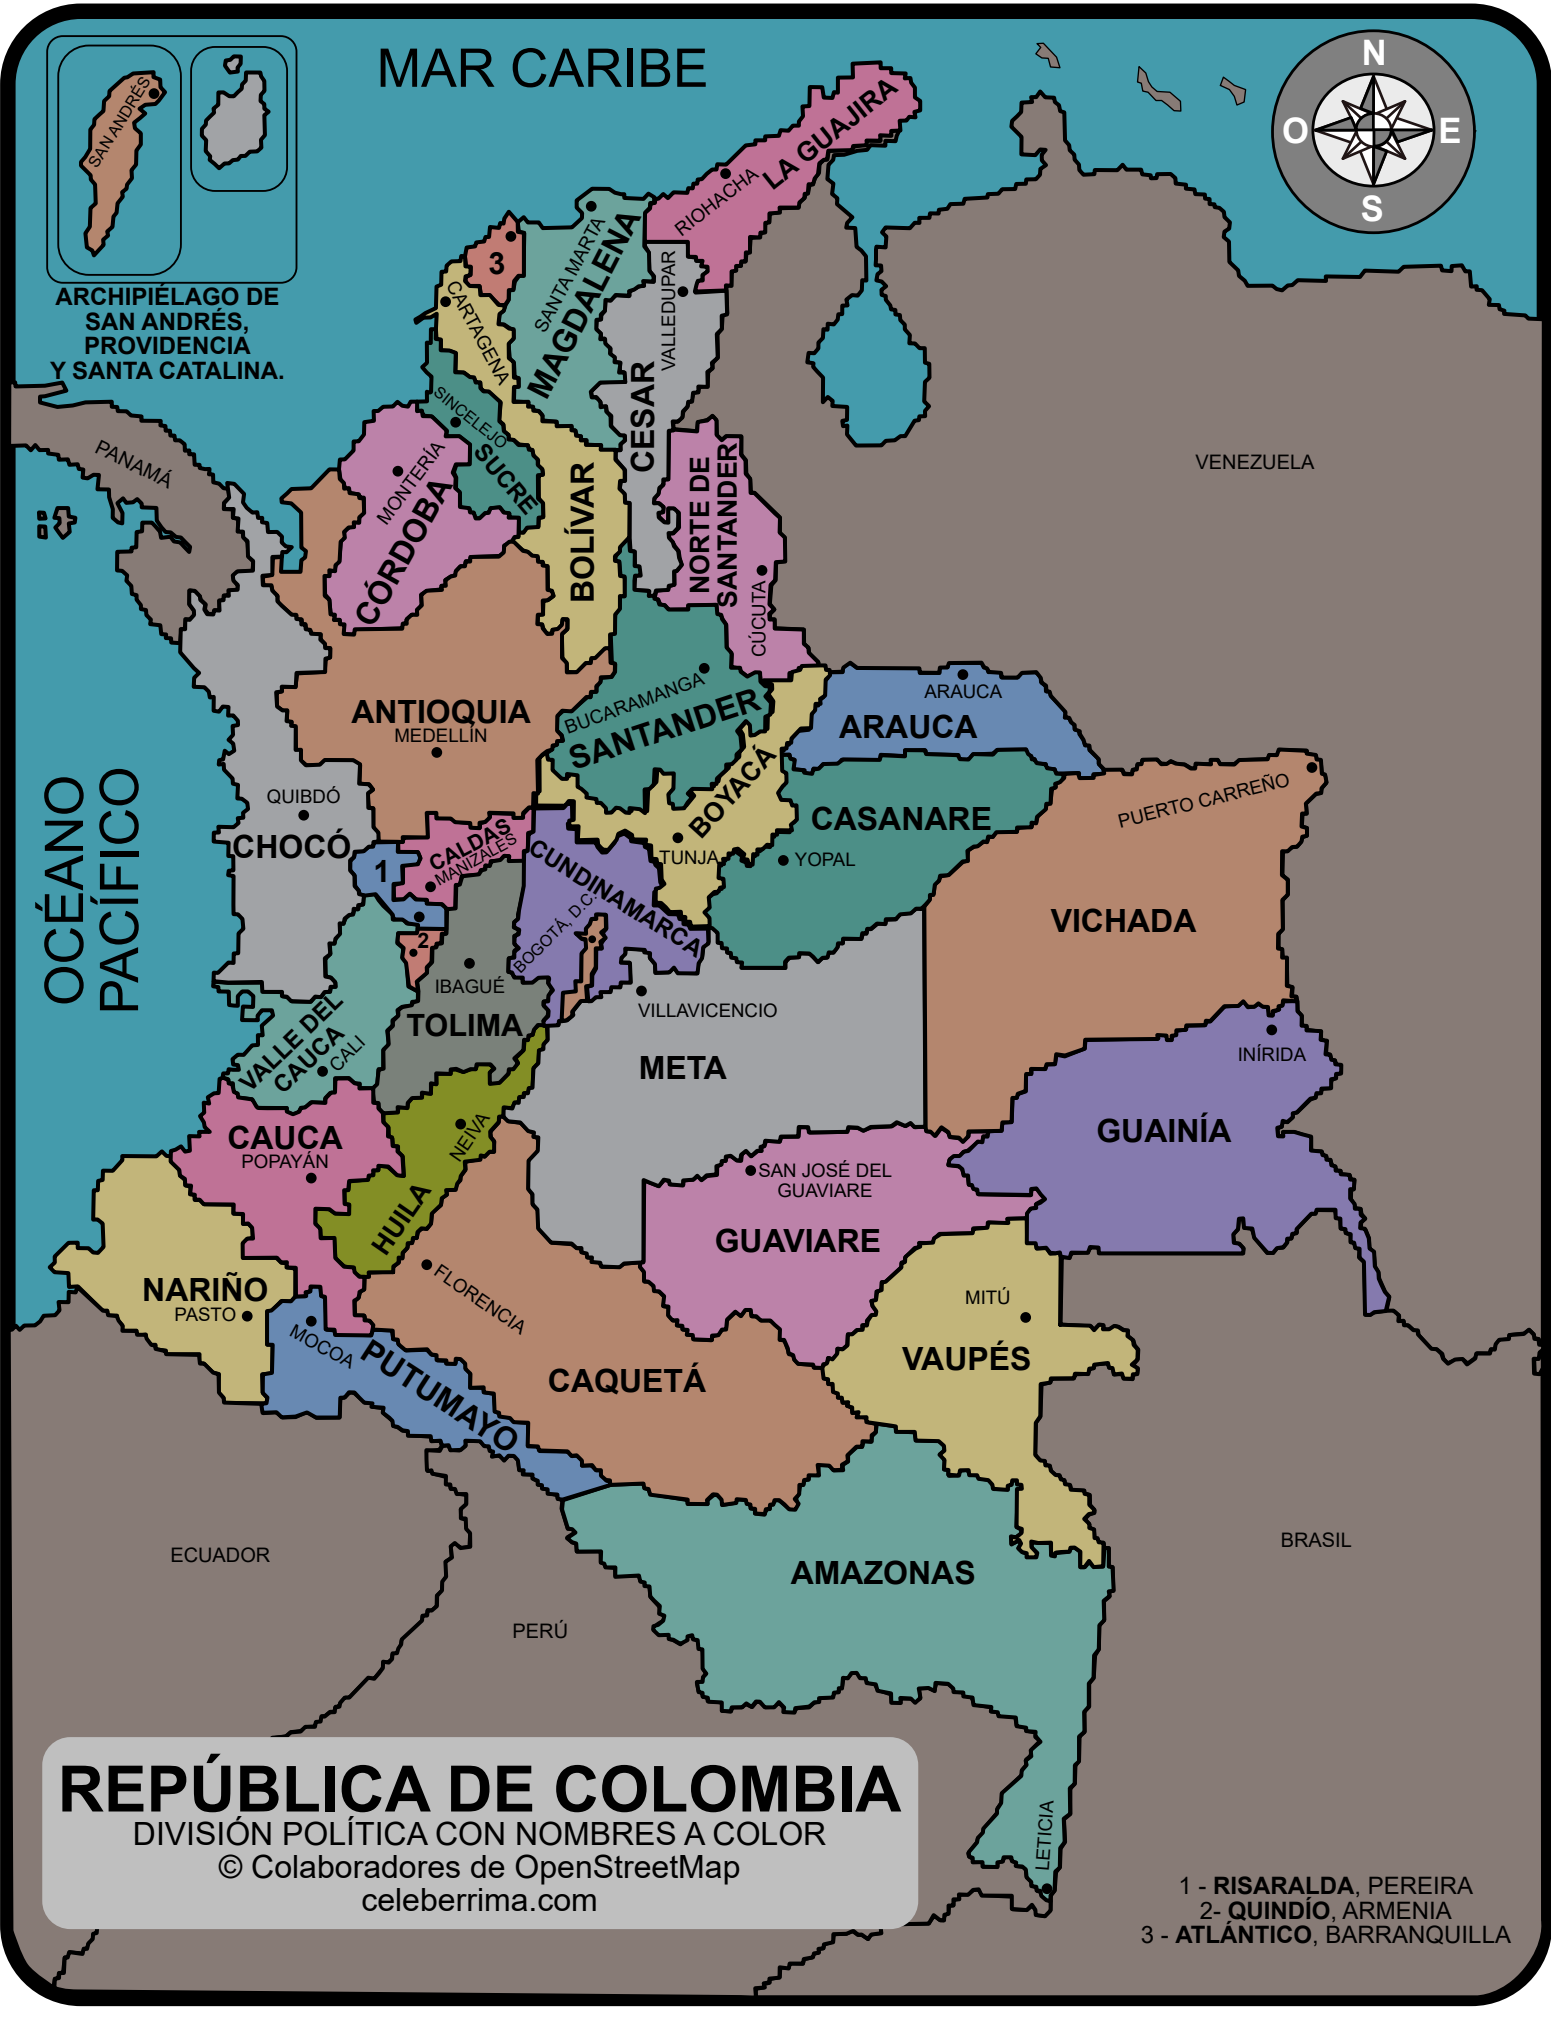 MAR CARIBE
N
O
E
S
SAN ANDRÉS
ARCHIPIÉLAGO DE
SAN ANDRÉS,
PROVIDENCIA
Y SANTA CATALINA.
LA GUAJIRA
RIOHACHA
SANTA MARTA
MAGDALENA
3
CARTAGENA
VALLEDUPAR
CESAR
SINCELEJO
SUCRE
MONTERÍA
CÓRDOBA
BOLÍVAR
NORTE DE
SANTANDER
CÚCUTA
PANAMÁ
VENEZUELA
ANTIOQUIA
MEDELLÍN
BUCARAMANGA
SANTANDER
ARAUCA
ARAUCA
BOYACÁ
TUNJA
CASANARE
YOPAL
PUERTO CARREÑO
VICHADA
OCÉANO
PACÍFICO
QUIBDÓ
CHOCÓ
CALDAS
MANIZALES
1
2
CUNDINAMARCA
BOGOTÁ, D.C.
IBAGUÉ
TOLIMA
VILLAVICENCIO
META
VALLE DEL
CAUCA
CALI
INÍRIDA
GUAINÍA
CAUCA
POPAYÁN
NEIVA
HUILA
SAN JOSÉ DEL
GUAVIARE
GUAVIARE
NARIÑO
PASTO
MOCOA
PUTUMAYO
FLORENCIA
CAQUETÁ
MITÚ
VAUPÉS
AMAZONAS
LETICIA
ECUADOR
PERÚ
BRASIL
REPÚBLICA DE COLOMBIA
DIVISIÓN POLÍTICA CON NOMBRES A COLOR
© Colaboradores de OpenStreetMap
celeberrima.com
1 - RISARALDA, PEREIRA
2- QUINDÍO, ARMENIA
3 - ATLÁNTICO, BARRANQUILLA